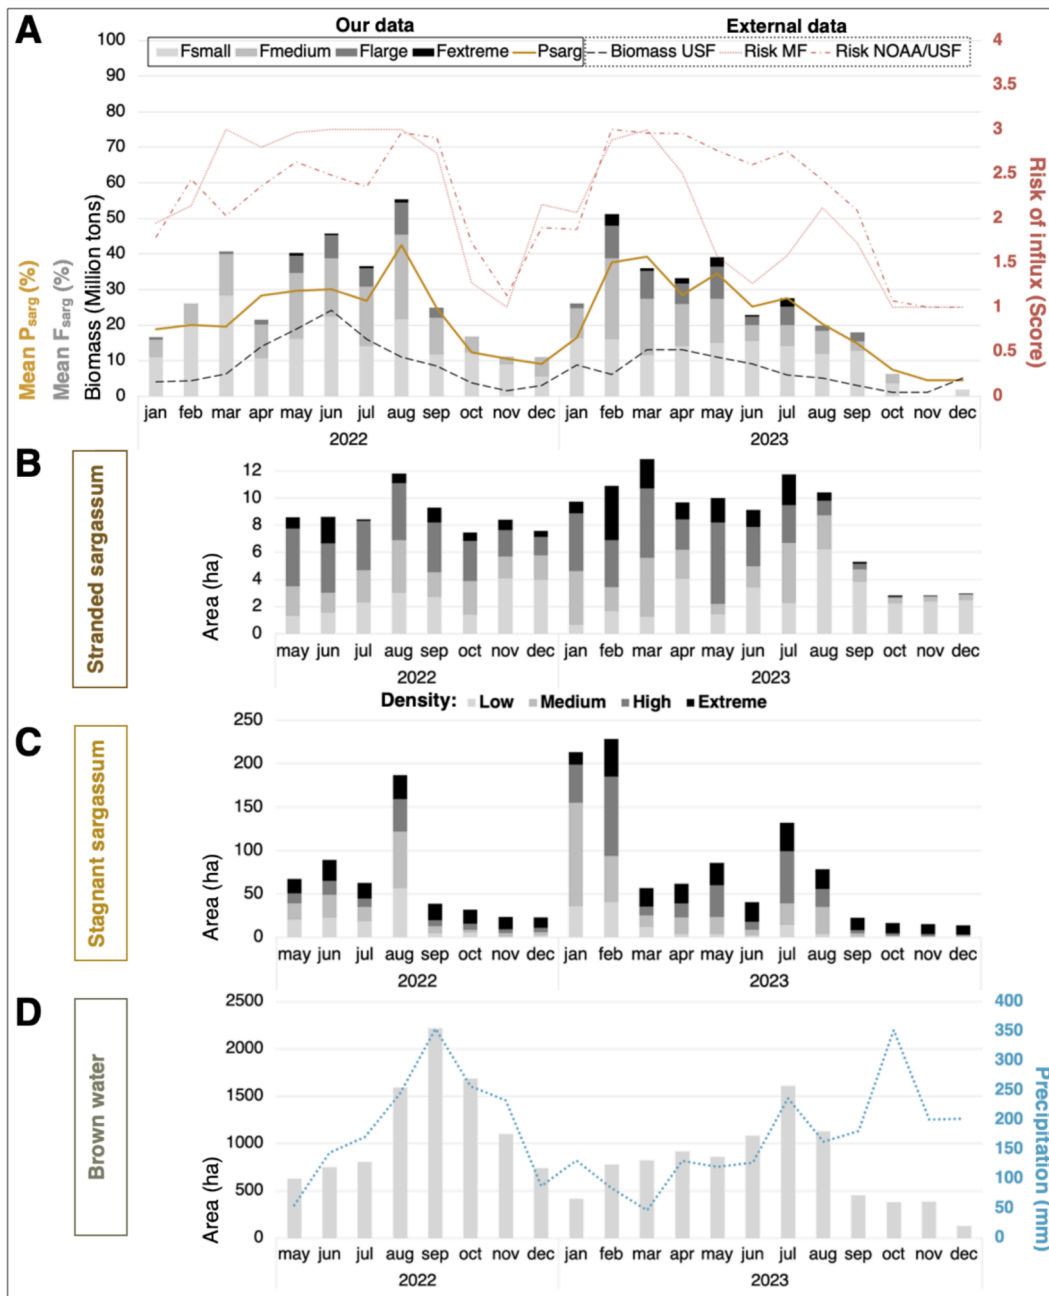 A
Our data
External data
Fsmall Fmedium Flarge Fextreme Psarg Biomass USF Risk MF Risk NOAA/USF
100
90
80
70
60
50
40
30
20
10
0
Mean Psarg (%)
Mean Fsarg (%)
Biomass (Million tons)
4
3.5
3
2.5
2
1.5
1
0.5
0
Risk of influx (Score)
jan feb mar apr may jun jul aug sep oct nov dec jan feb mar apr may jun jul aug sep oct nov dec
2022 2023
B
Stranded sargassum
Area (ha)
12
10
8
6
4
2
0
may jun jul aug sep oct nov dec jan feb mar apr may jun jul aug sep oct nov dec
2022 2023
Density: Low Medium High Extreme
C
Stagnant sargassum
Area (ha)
250
200
150
100
50
0
may jun jul aug sep oct nov dec jan feb mar apr may jun jul aug sep oct nov dec
2022 2023
D
Brown water
Area (ha)
2500
2000
1500
1000
500
0
400
350
300
250
200
150
100
50
0
Precipitation (mm)
may jun jul aug sep oct nov dec jan feb mar apr may jun jul aug sep oct nov dec
2022 2023